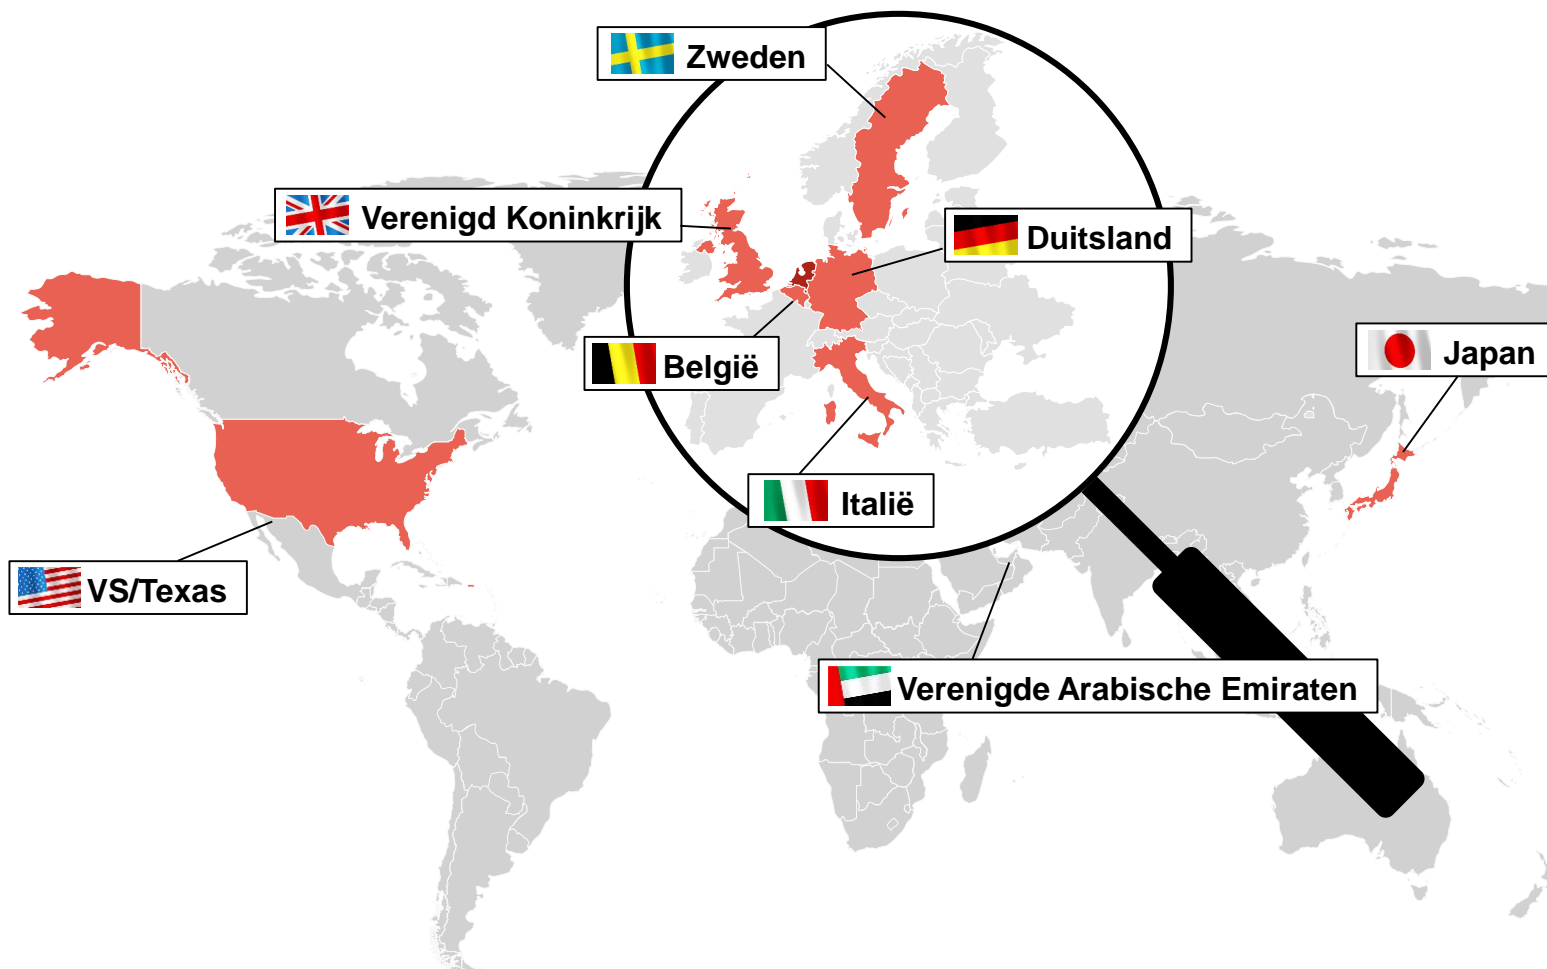 Zweden
Verenigd Koninkrijk
Duitsland
België
Japan
Italië
VS/Texas
Verenigde Arabische Emiraten